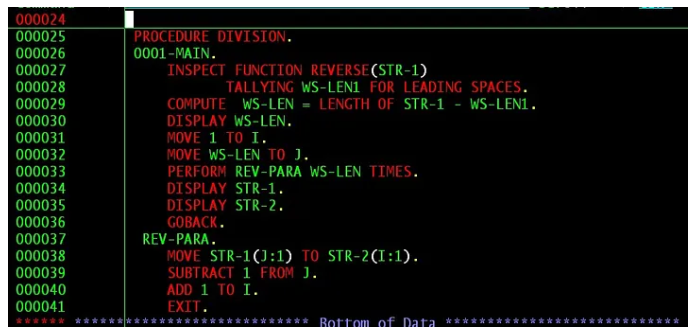 000024
000025 PROCEDURE DIVISION.
000026 0001-MAIN.
000027 INSPECT FUNCTION REVERSE(STR-1)
000028 TALLYING WS-LEN1 FOR LEADING SPACES.
000029 COMPUTE WS-LEN = LENGTH OF STR-1 - WS-LEN1.
000030 DISPLAY WS-LEN.
000031 MOVE 1 TO I.
000032 MOVE WS-LEN TO J.
000033 PERFORM REV-PARA WS-LEN TIMES.
000034 DISPLAY STR-1.
000035 DISPLAY STR-2.
000036 GOBACK.
000037 REV-PARA.
000038 MOVE STR-1(J:1) TO STR-2(I:1).
000039 SUBTRACT 1 FROM J.
000040 ADD 1 TO I.
000041 EXIT.
****** **************************** Bottom of Data ****************************